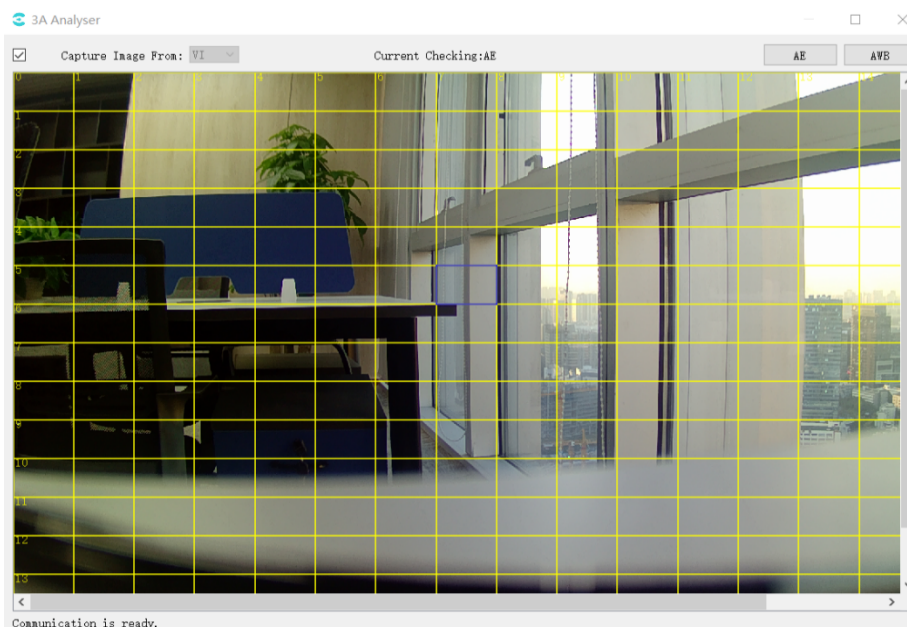 3A Analyser
Capture Image From: VI
Current Checking:AE
AE
AWB
0 1 2 3 4 5 6 7 8 9 10 11 12 13 14
1
2
3
4
5
6
7
8
9
10
11
12
13
Communication is ready.